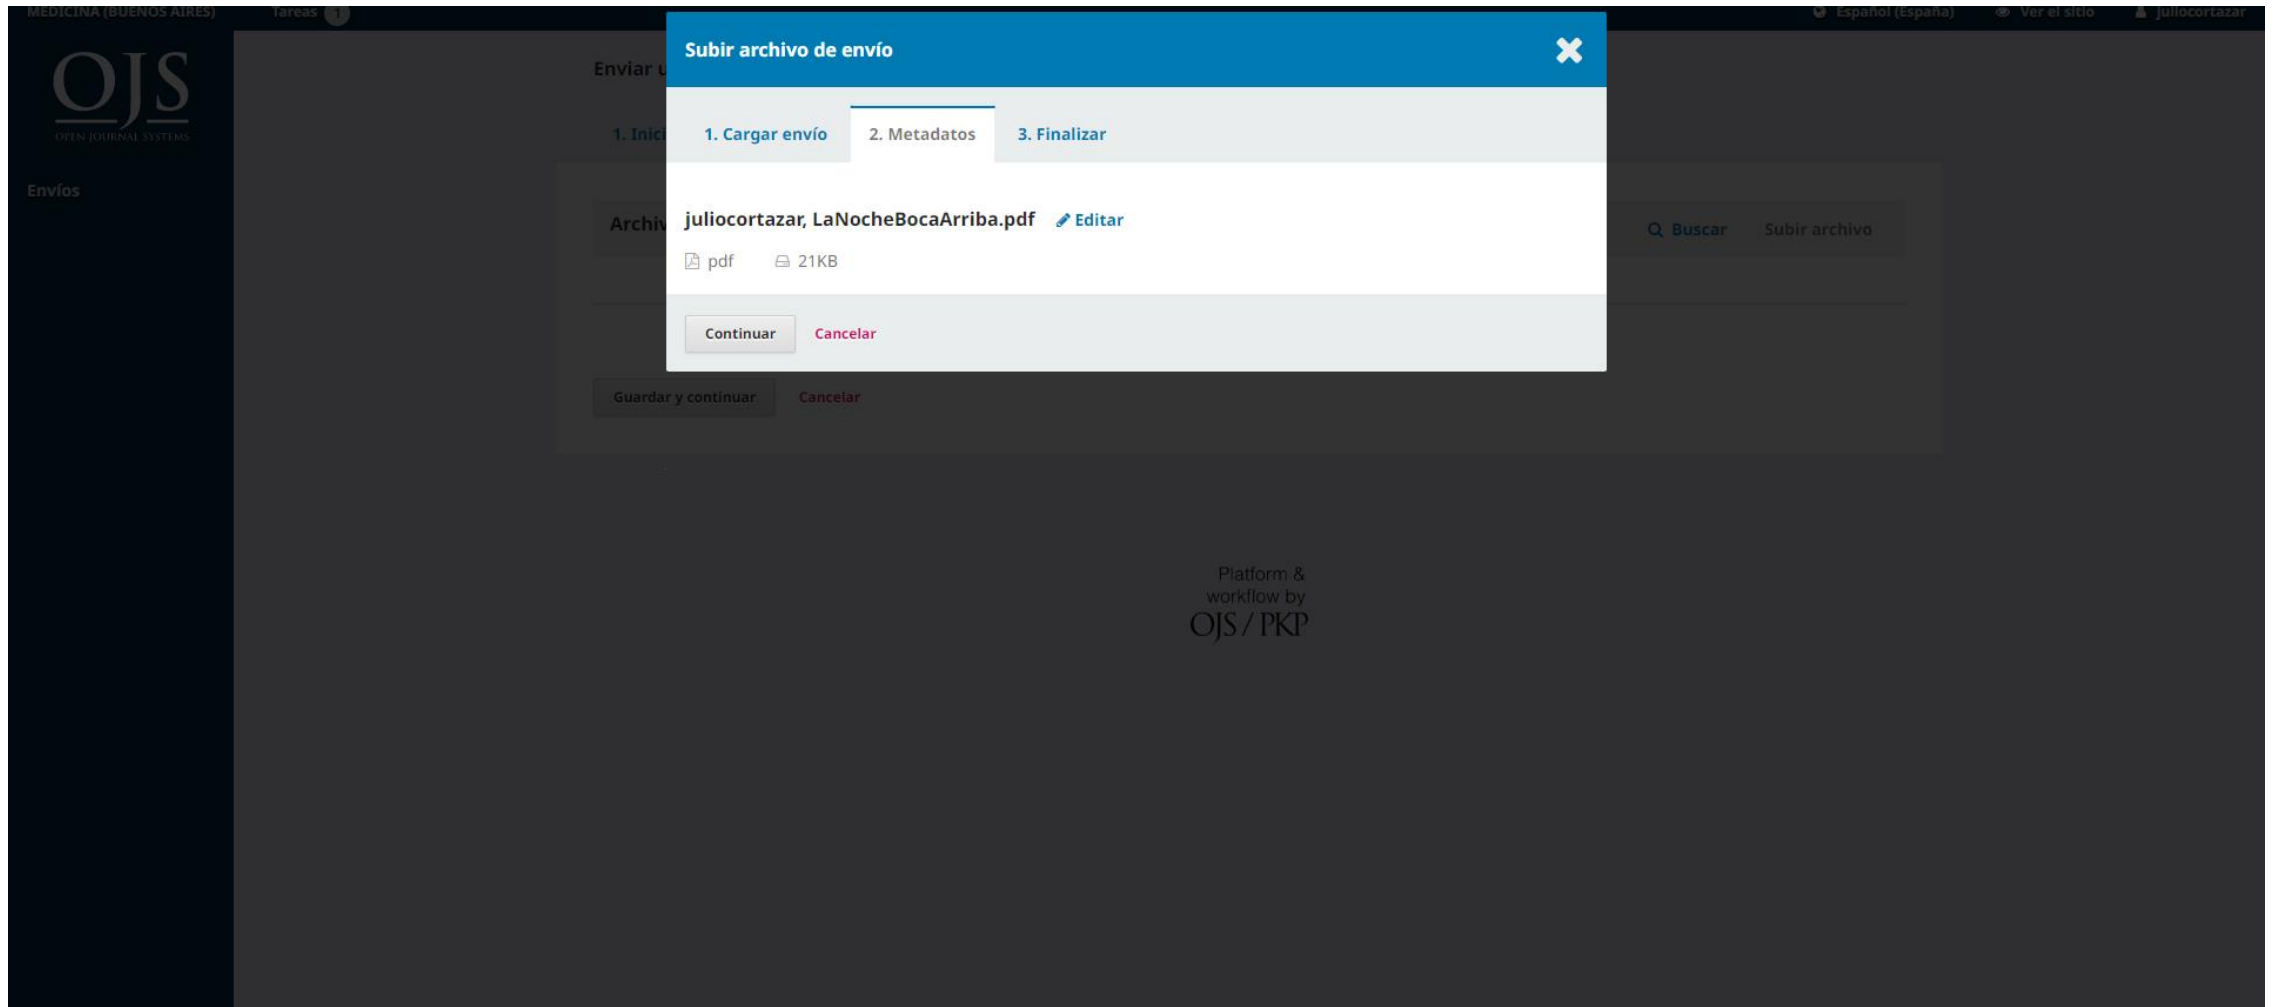 MEDICINA (BUENOS AIRES) Tareas 1 Español (España) Ver el sitio juliocortazar
OJS
OPEN JOURNAL SYSTEMS
Envíos
Enviar u
1. Inici
Subir archivo de envío
1. Cargar envío 2. Metadatos 3. Finalizar
Archiv
juliocortazar, LaNocheBocaArriba.pdf Editar
pdf 21KB
Buscar Subir archivo
Continuar Cancelar
Guardar y continuar Cancelar
Platform &
workflow by
OJS / PKP